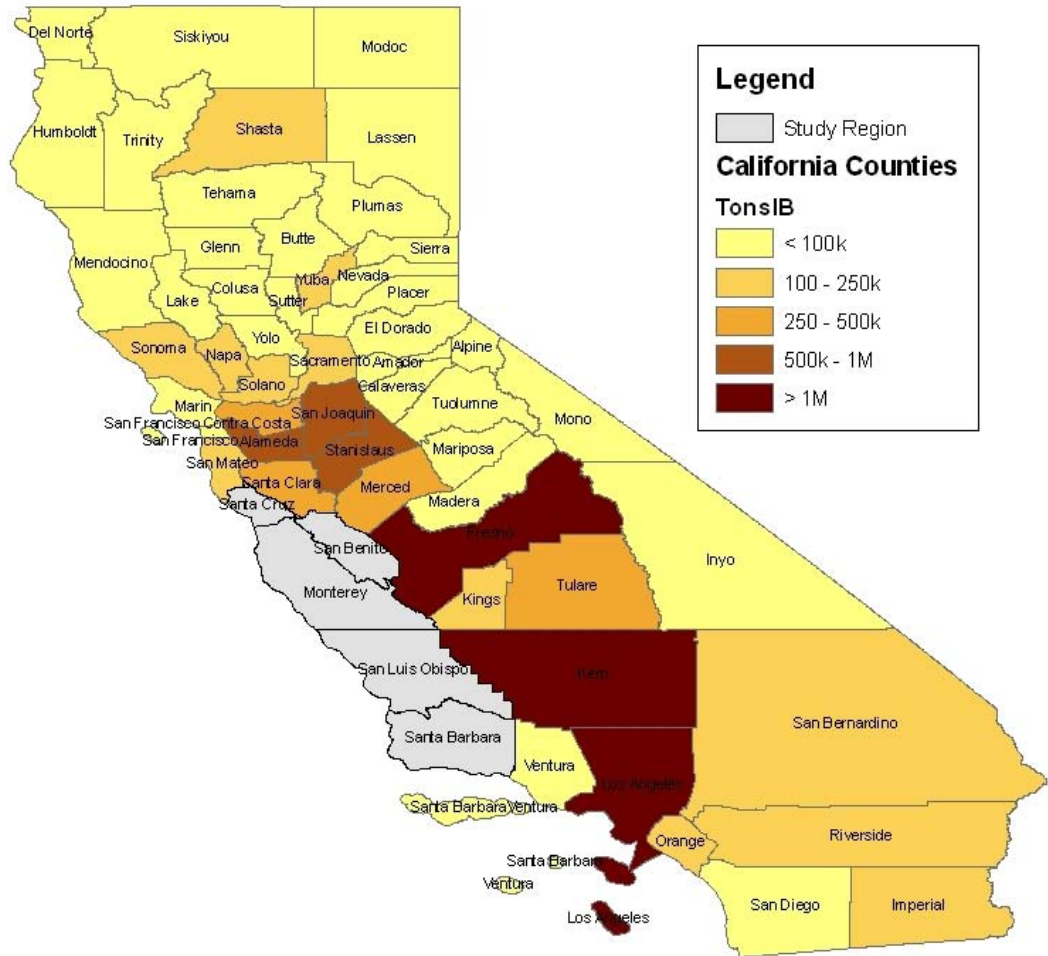 Del Norte
Siskiyou
Modoc
Humboldt
Trinity
Shasta
Lassen
Tehama
Plumas
Mendocino
Glenn
Butte
Sierra
Lake
Colusa
Sutter
Yuba
Nevada
Placer
El Dorado
Sonoma
Napa
Yolo
Sacramento
Amador
Alpine
Solano
Calaveras
Marin
San Francisco
Contra Costa
San Joaquin
Tuolumne
Mono
San Francisco
Alameda
Stanislaus
Mariposa
San Mateo
Santa Clara
Merced
Madera
Santa Cruz
Fresno
San Benito
Inyo
Monterey
Kings
Tulare
San Luis Obispo
Kern
Santa Barbara
San Bernardino
Ventura
Los Angeles
Santa Barbara
Ventura
Orange
Riverside
Santa Barbara
Ventura
Los Angeles
San Diego
Imperial
Legend
Study Region
California Counties
TonsIB
< 100k
100 - 250k
250 - 500k
500k - 1M
> 1M